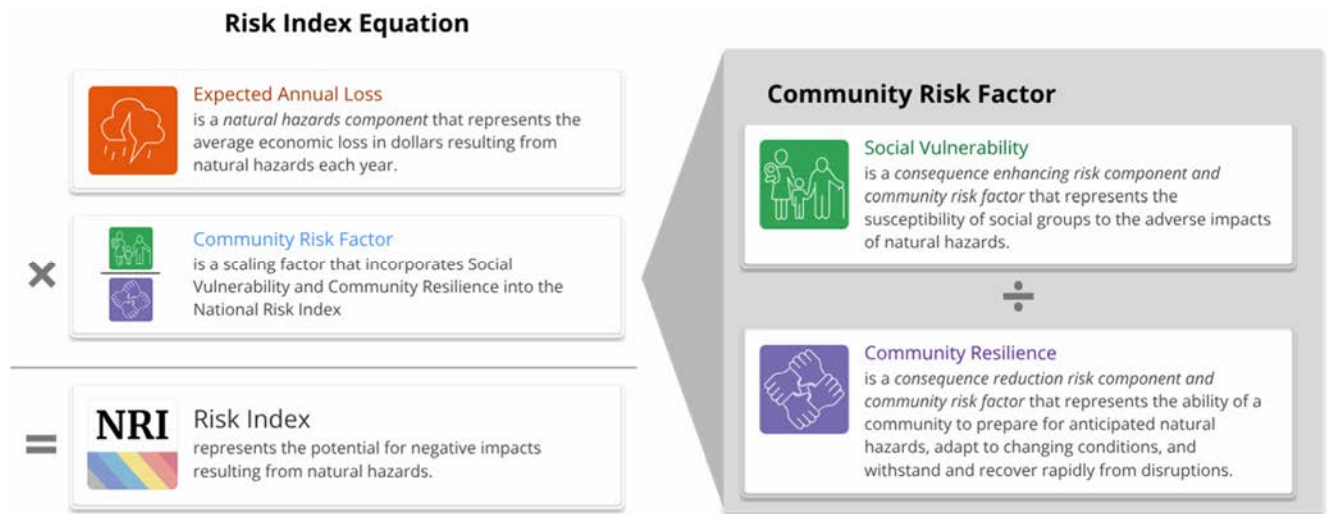 Risk Index Equation
Expected Annual Loss
is a natural hazards component that represents the
average economic loss in dollars resulting from
natural hazards each year.
×
Community Risk Factor
is a scaling factor that incorporates Social
Vulnerability and Community Resilience into the
National Risk Index
=
NRI
Risk Index
represents the potential for negative impacts
resulting from natural hazards.
Community Risk Factor
Social Vulnerability
is a consequence enhancing risk component and
community risk factor that represents the
susceptibility of social groups to the adverse impacts
of natural hazards.
÷
Community Resilience
is a consequence reduction risk component and
community risk factor that represents the ability of a
community to prepare for anticipated natural
hazards, adapt to changing conditions, and
withstand and recover rapidly from disruptions.